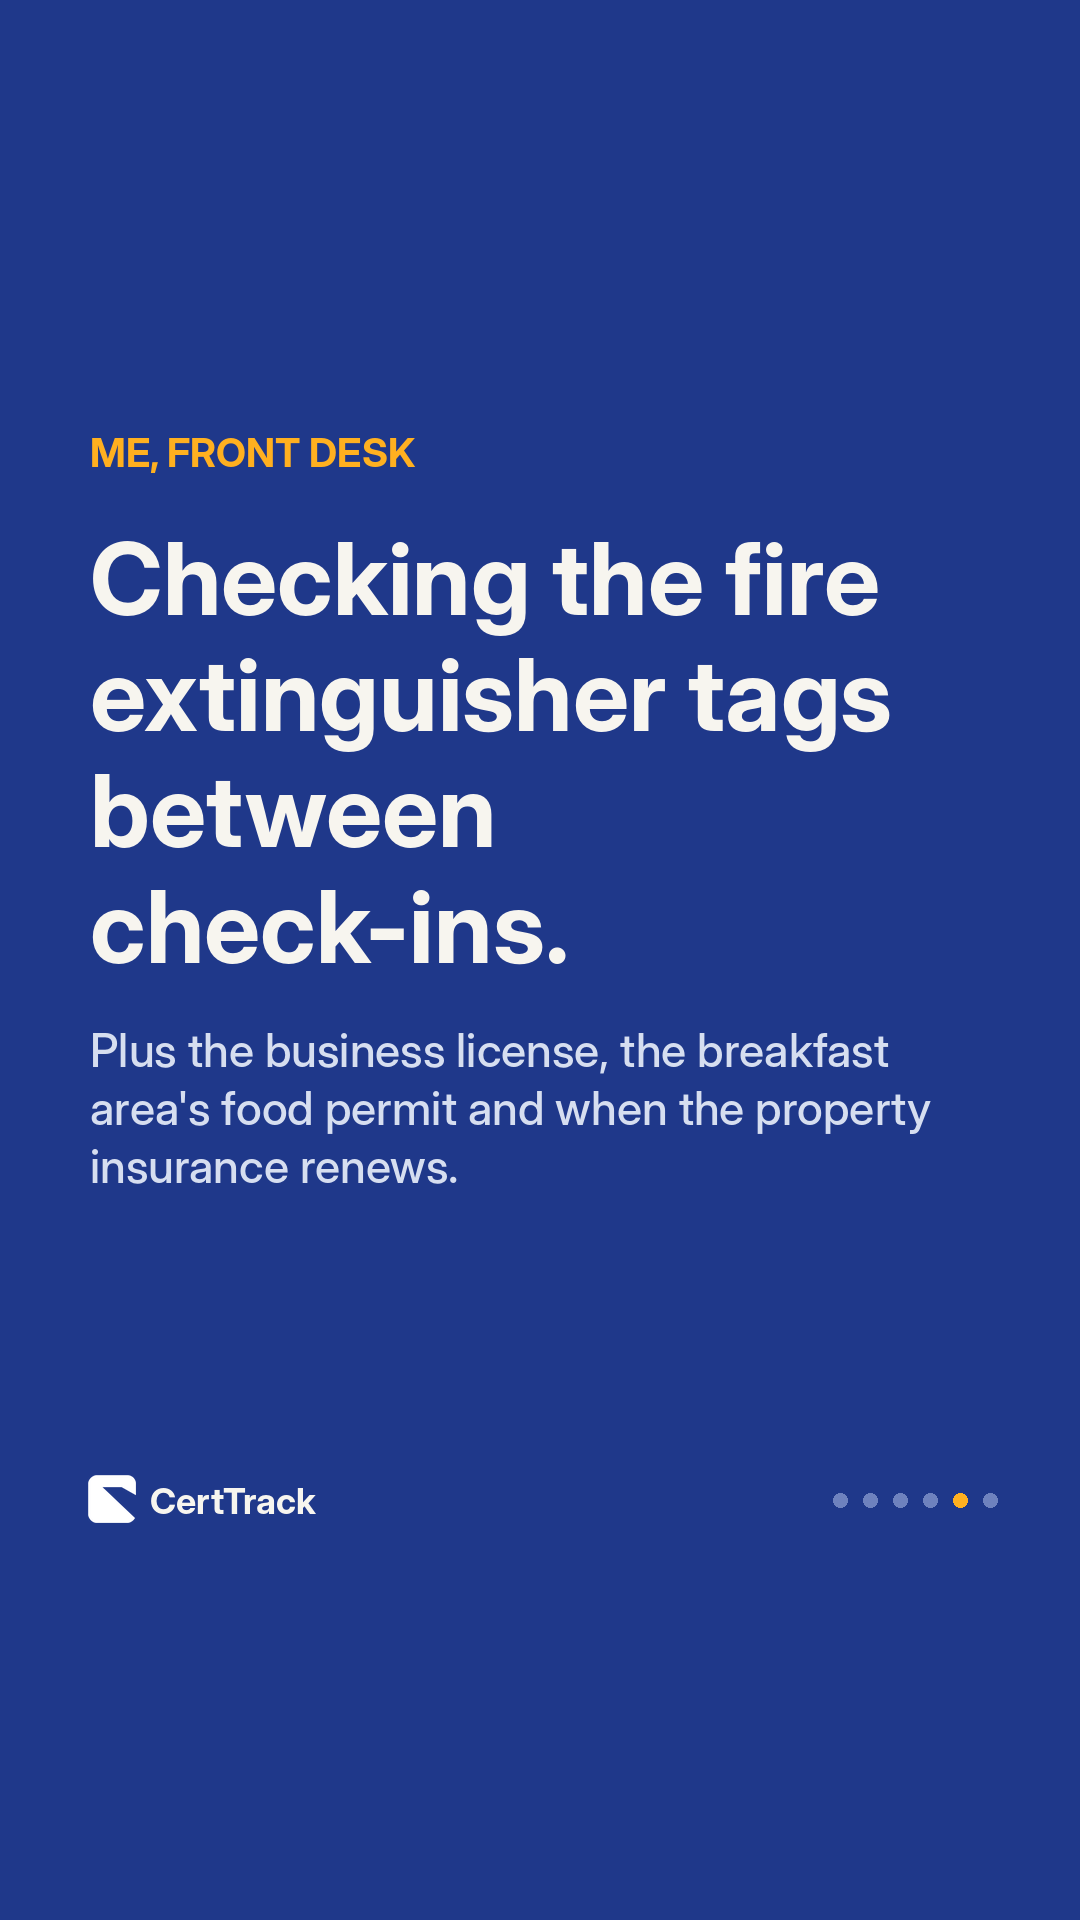 ME, FRONT DESK
Checking the fire
extinguisher tags
between
check-ins.
Plus the business license, the breakfast
area's food permit and when the property
insurance renews.
CertTrack